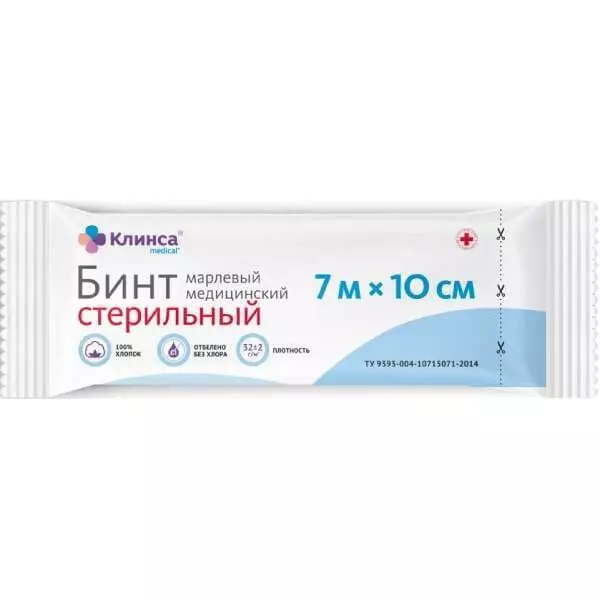 Клинса®
medical®
Бинт марлевый
медицинский
стерильный
7 м × 10 см
100%
ХЛОПОК
cl
ОТБЕЛЕНО
БЕЗ ХЛОРА
32±2
г/м²
ПЛОТНОСТЬ
ТУ 9393-004-10715071-2014